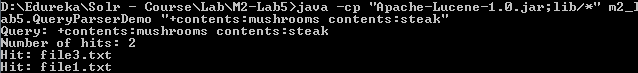 D:\Edureka\Solr - Course\Lab\M2-Lab5>java -cp "Apache-Lucene-1.0.jar;lib/*" m2_l
ab5.QueryParserDemo "+contents:mushrooms contents:steak"
Query: +contents:mushrooms contents:steak
Number of hits: 2
Hit: file3.txt
Hit: file1.txt